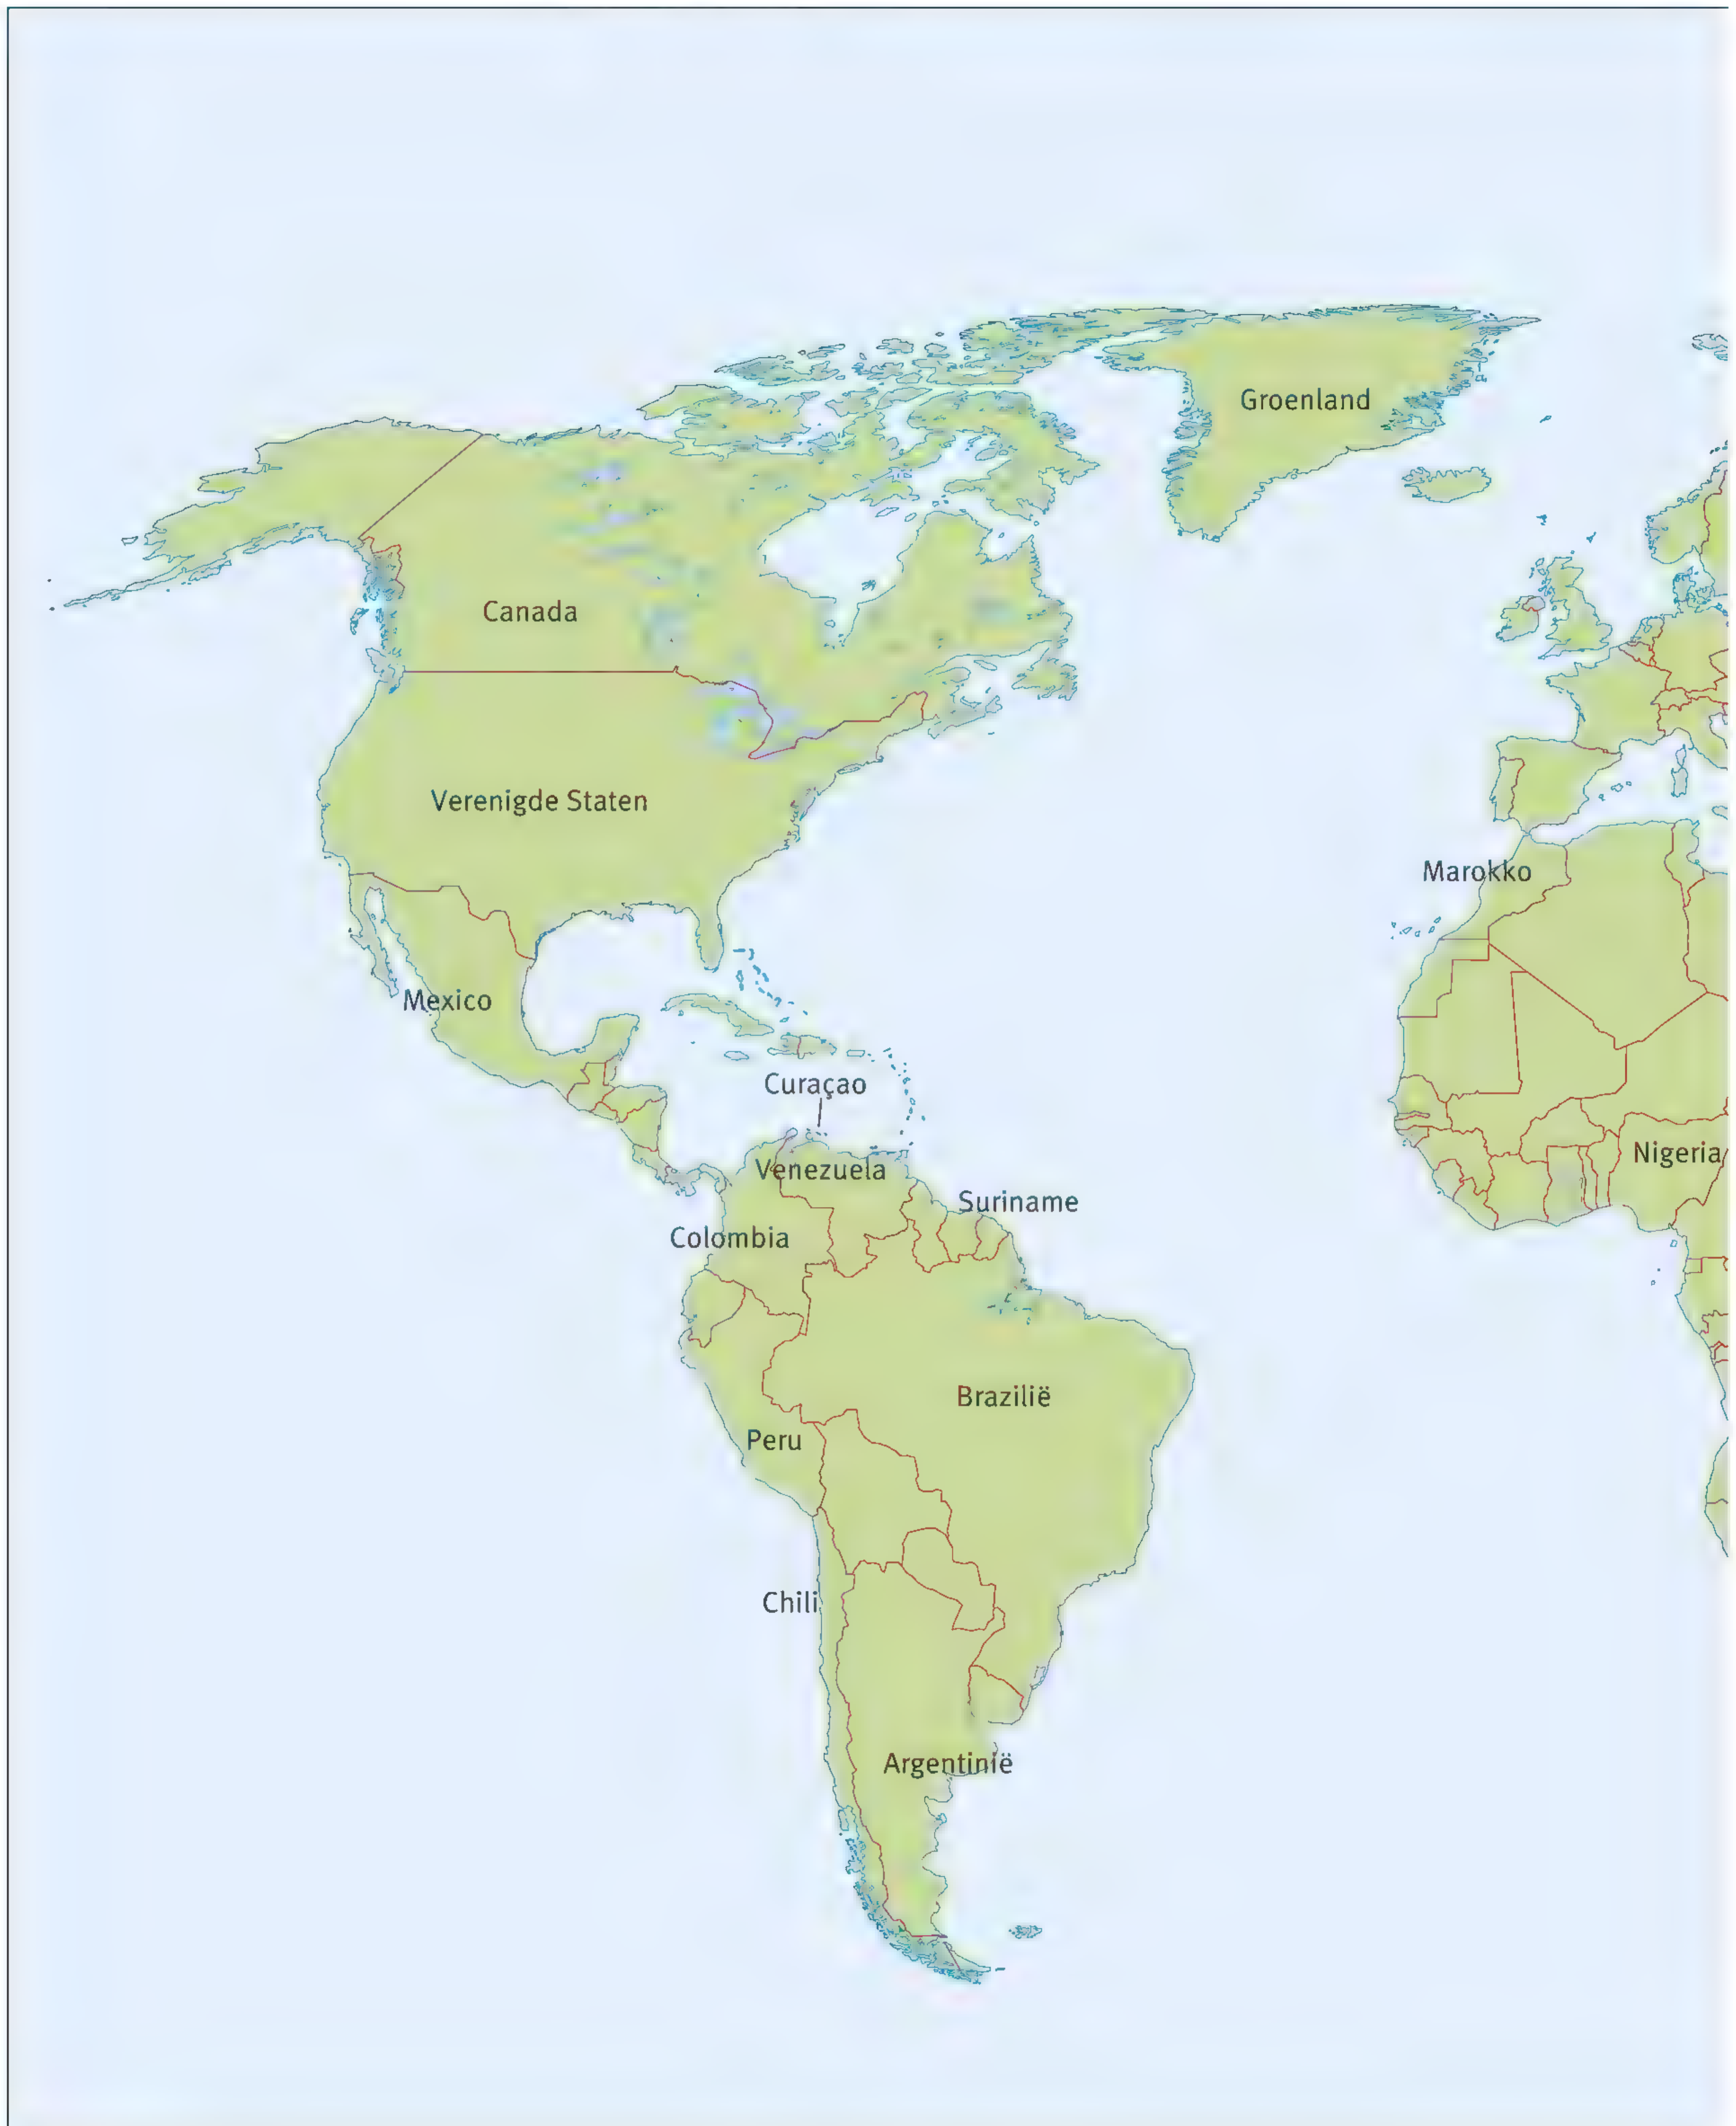 Groenland
Canada
Verenigde Staten
Marokko
Mexico
Curaçao
Nigeria
Venezuela
Suriname
Colombia
Brazilië
Peru
Chili
Argentinië